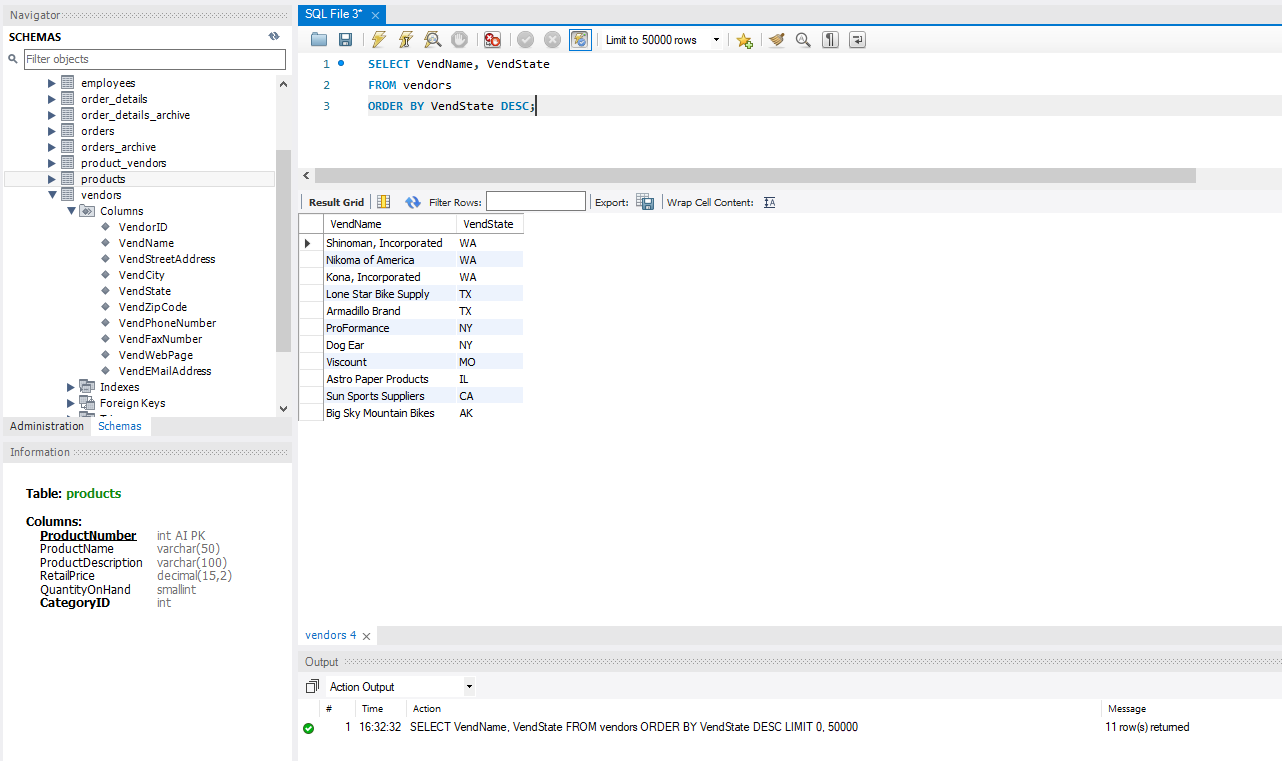 Navigator
SCHEMAS
Filter objects
employees
order_details
order_details_archive
orders
orders_archive
product_vendors
products
vendors
Columns
VendorID
VendName
VendStreetAddress
VendCity
VendState
VendZipCode
VendPhoneNumber
VendFaxNumber
VendWebPage
VendEMailAddress
Indexes
Foreign Keys
Administration Schemas
Information
Table: products
Columns:
ProductNumber int AI PK
ProductName varchar(50)
ProductDescription varchar(100)
RetailPrice decimal(15,2)
QuantityOnHand smallint
CategoryID int
SQL File 3*
Limit to 50000 rows
1 SELECT VendName, VendState
2 FROM vendors
3 ORDER BY VendState DESC;
Result Grid Filter Rows: Export: Wrap Cell Content:
VendName VendState
Shinoman, Incorporated WA
Nikoma of America WA
Kona, Incorporated WA
Lone Star Bike Supply TX
Armadillo Brand TX
ProFormance NY
Dog Ear NY
Viscount MO
Astro Paper Products IL
Sun Sports Suppliers CA
Big Sky Mountain Bikes AK
vendors 4
Output
Action Output
# Time Action Message
1 16:32:32 SELECT VendName, VendState FROM vendors ORDER BY VendState DESC LIMIT 0, 50000 11 row(s) returned